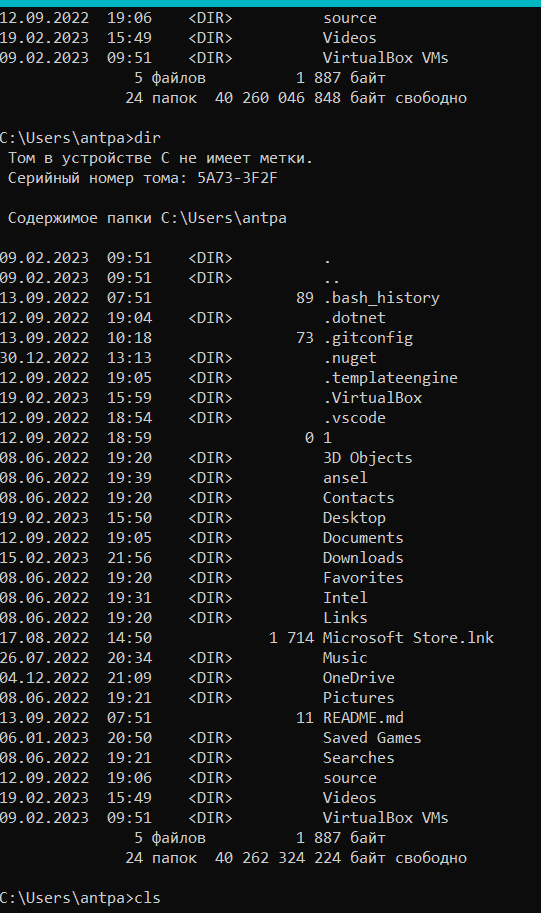 12.09.2022  19:06    <DIR>          source
19.02.2023  15:49    <DIR>          Videos
09.02.2023  09:51    <DIR>          VirtualBox VMs
               5 файлов          1 887 байт
              24 папок  40 260 046 848 байт свободно

C:\Users\antpa>dir
 Том в устройстве C не имеет метки.
 Серийный номер тома: 5A73-3F2F

 Содержимое папки C:\Users\antpa

09.02.2023  09:51    <DIR>          .
09.02.2023  09:51    <DIR>          ..
13.09.2022  07:51                89 .bash_history
12.09.2022  19:04    <DIR>          .dotnet
13.09.2022  10:18                73 .gitconfig
30.12.2022  13:13    <DIR>          .nuget
12.09.2022  19:05    <DIR>          .templateengine
19.02.2023  15:59    <DIR>          .VirtualBox
12.09.2022  18:54    <DIR>          .vscode
12.09.2022  18:59                 0 1
08.06.2022  19:20    <DIR>          3D Objects
08.06.2022  19:39    <DIR>          ansel
08.06.2022  19:20    <DIR>          Contacts
19.02.2023  15:50    <DIR>          Desktop
12.09.2022  19:05    <DIR>          Documents
15.02.2023  21:56    <DIR>          Downloads
08.06.2022  19:20    <DIR>          Favorites
08.06.2022  19:31    <DIR>          Intel
08.06.2022  19:20    <DIR>          Links
17.08.2022  14:50             1 714 Microsoft Store.lnk
26.07.2022  20:34    <DIR>          Music
04.12.2022  21:09    <DIR>          OneDrive
08.06.2022  19:21    <DIR>          Pictures
13.09.2022  07:51                11 README.md
06.01.2023  20:50    <DIR>          Saved Games
08.06.2022  19:21    <DIR>          Searches
12.09.2022  19:06    <DIR>          source
19.02.2023  15:49    <DIR>          Videos
09.02.2023  09:51    <DIR>          VirtualBox VMs
               5 файлов          1 887 байт
              24 папок  40 262 324 224 байт свободно

C:\Users\antpa>cls